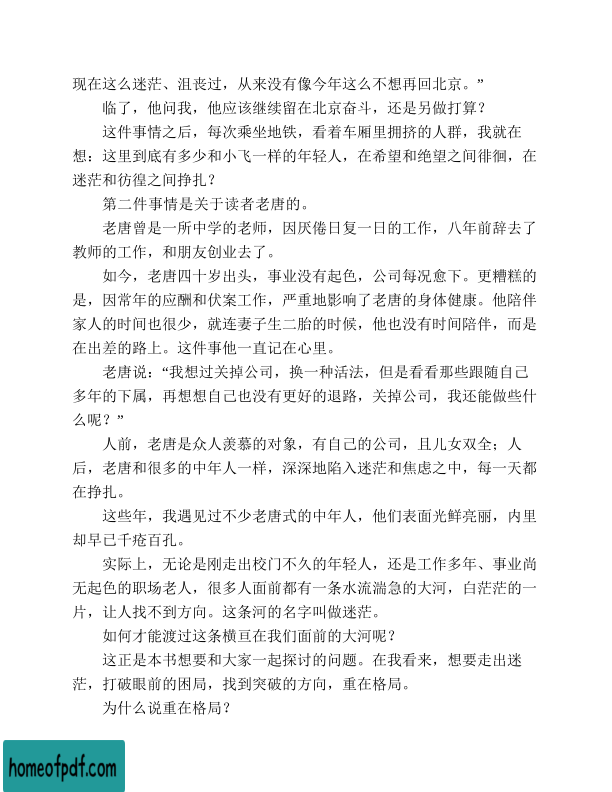 现在这么迷茫、沮丧过，从来没有像今年这么不想再回北京。”
临了，他问我，他应该继续留在北京奋斗，还是另做打算？
这件事情之后，每次乘坐地铁，看着车厢里拥挤的人群，我就在
想：这里到底有多少和小飞一样的年轻人，在希望和绝望之间徘徊，在
迷茫和彷徨之间挣扎？
第二件事情是关于读者老唐的。
老唐曾是一所中学的老师，因厌倦日复一日的工作，八年前辞去了
教师的工作，和朋友创业去了。
如今，老唐四十岁出头，事业没有起色，公司每况愈下。更糟糕的
是，因常年的应酬和伏案工作，严重地影响了老唐的身体健康。他陪伴
家人的时间也很少，就连妻子生二胎的时候，他也没有时间陪伴，而是
在出差的路上。这件事他一直记在心里。
老唐说：“我想过关掉公司，换一种活法，但是看看那些跟随自己
多年的下属，再想想自己也没有更好的退路，关掉公司，我还能做些什
么呢？”
人前，老唐是众人羡慕的对象，有自己的公司，且儿女双全；人
后，老唐和很多的中年人一样，深深地陷入迷茫和焦虑之中，每一天都
在挣扎。
这些年，我遇见过不少老唐式的中年人，他们表面光鲜亮丽，内里
却早已千疮百孔。
实际上，无论是刚走出校门不久的年轻人，还是工作多年、事业尚
无起色的职场老人，很多人面前都有一条水流湍急的大河，白茫茫的一
片，让人找不到方向。这条河的名字叫做迷茫。
如何才能渡过这条横亘在我们面前的大河呢？
这正是本书想要和大家一起探讨的问题。在我看来，想要走出迷
茫，打破眼前的困局，找到突破的方向，重在格局。
为什么说重在格局？
homeofpdf.com